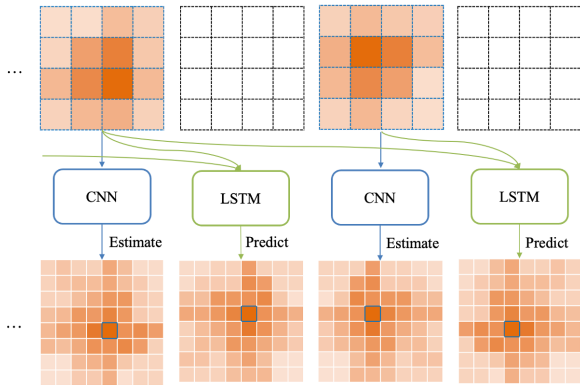 ...
CNN
LSTM
CNN
LSTM
Estimate
Predict
Estimate
Predict
...